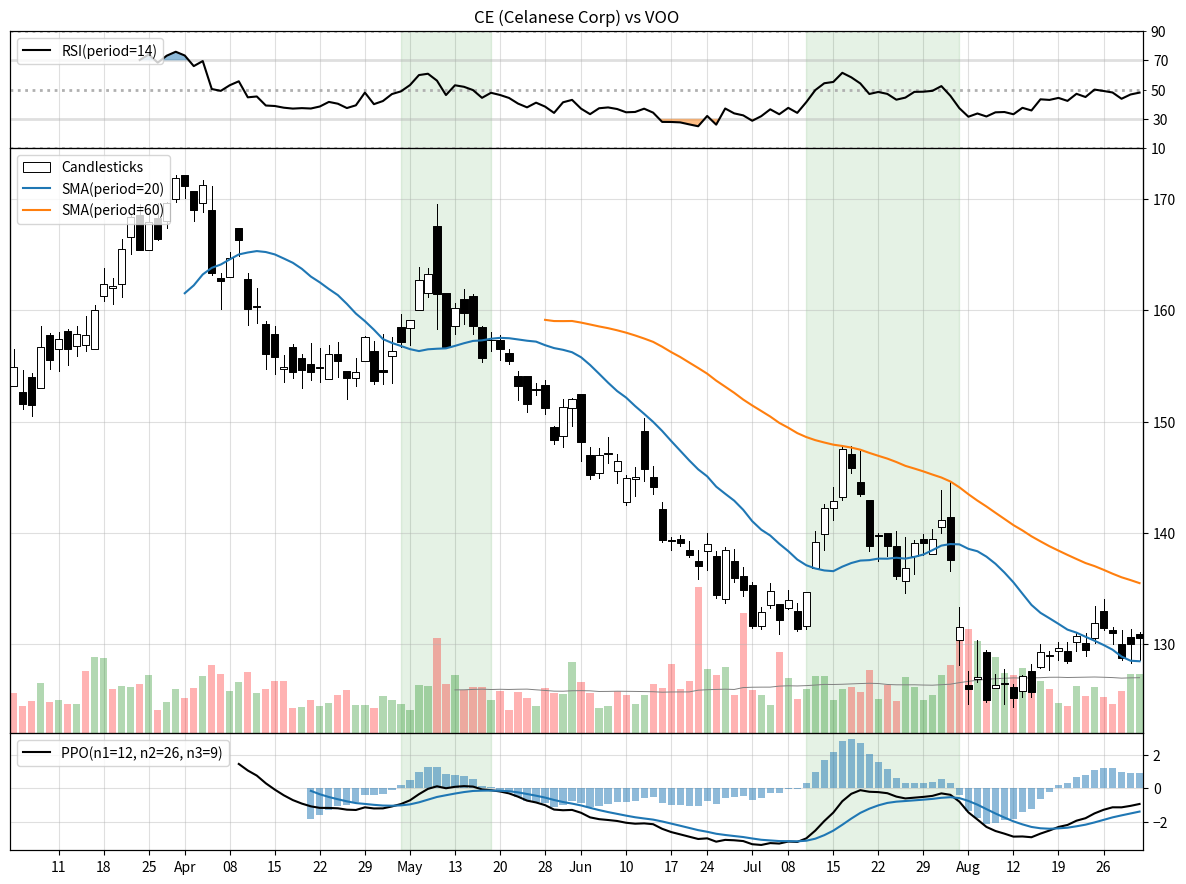 CE (Celanese Corp) vs VOO
RSI(period=14)
90
70
50
30
10
Candlesticks
SMA(period=20)
SMA(period=60)
170
160
150
140
130
PPO(n1=12, n2=26, n3=9)
2
0
−2
11 18 25 Apr 08 15 22 29 May 13 20 28 Jun 10 17 24 Jul 08 15 22 29 Aug 12 19 26